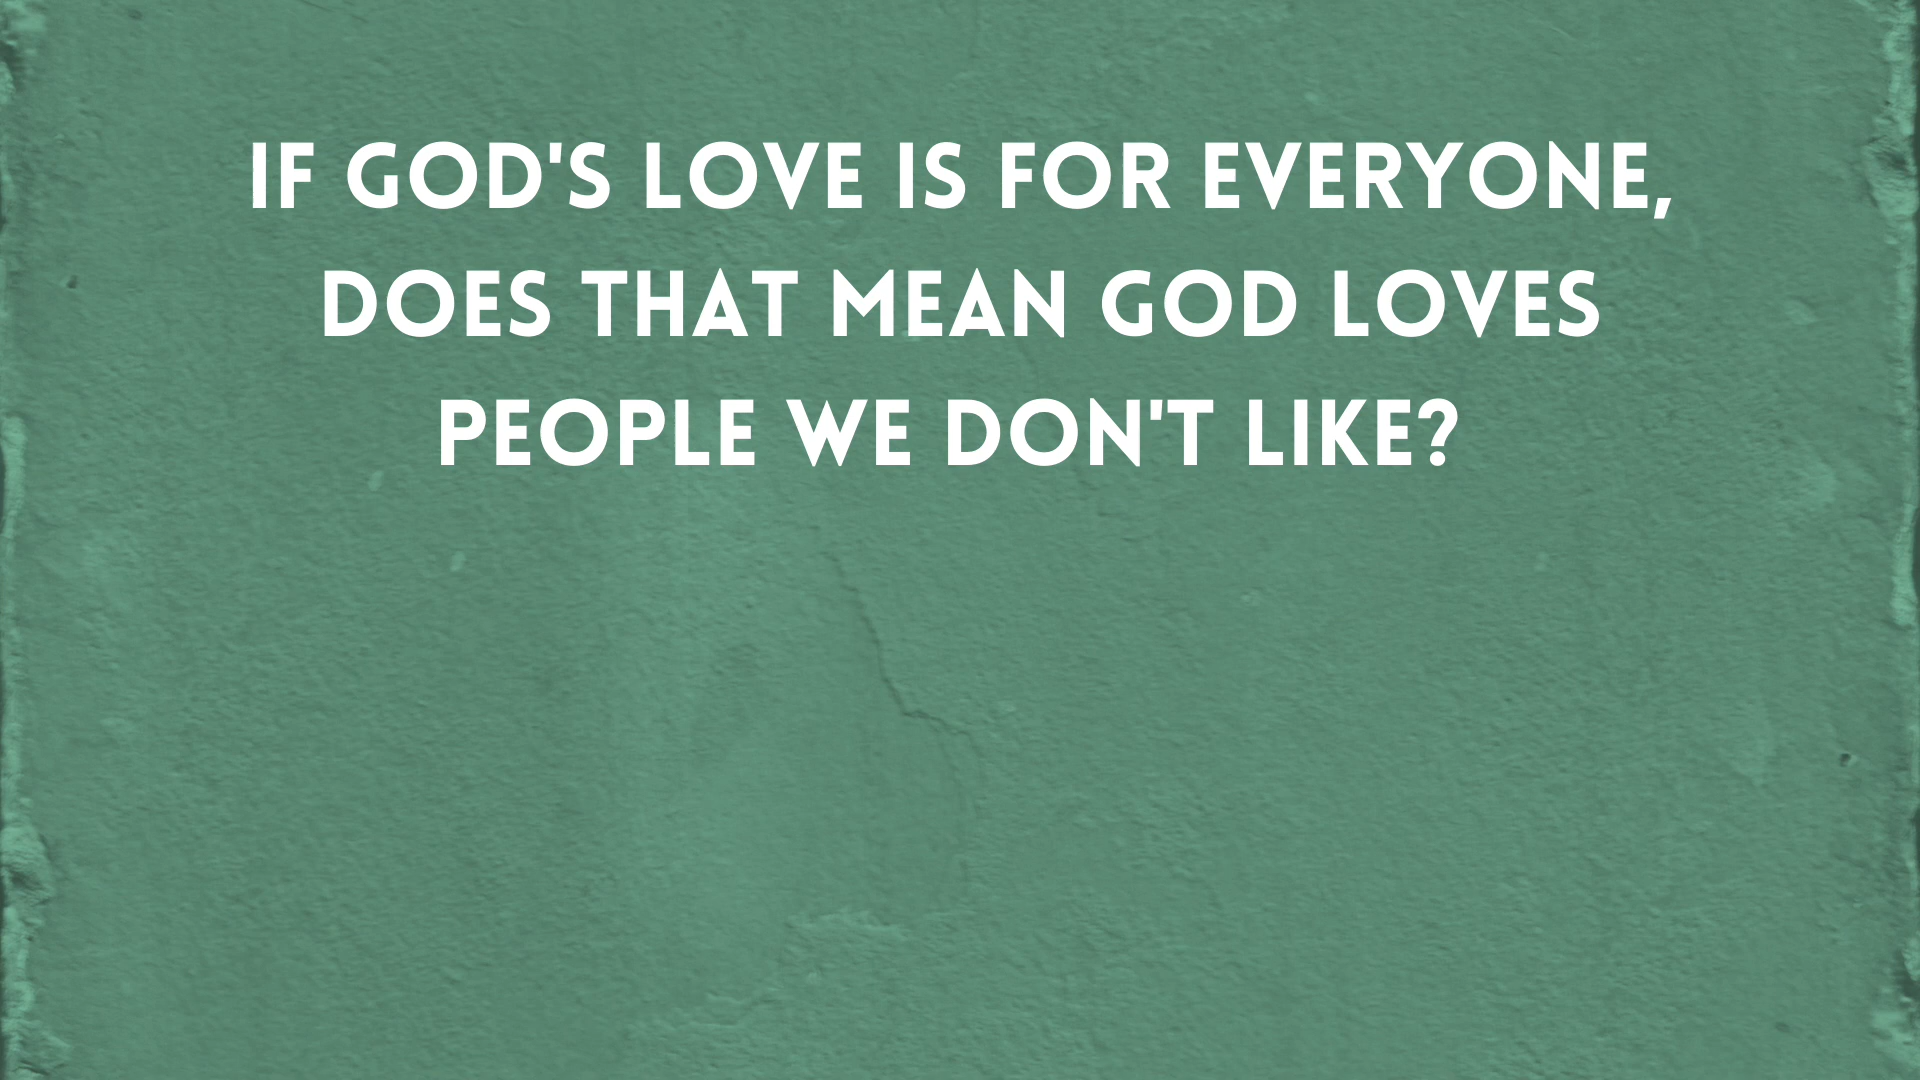 IF GOD'S LOVE IS FOR EVERYONE,
DOES THAT MEAN GOD LOVES
PEOPLE WE DON'T LIKE?